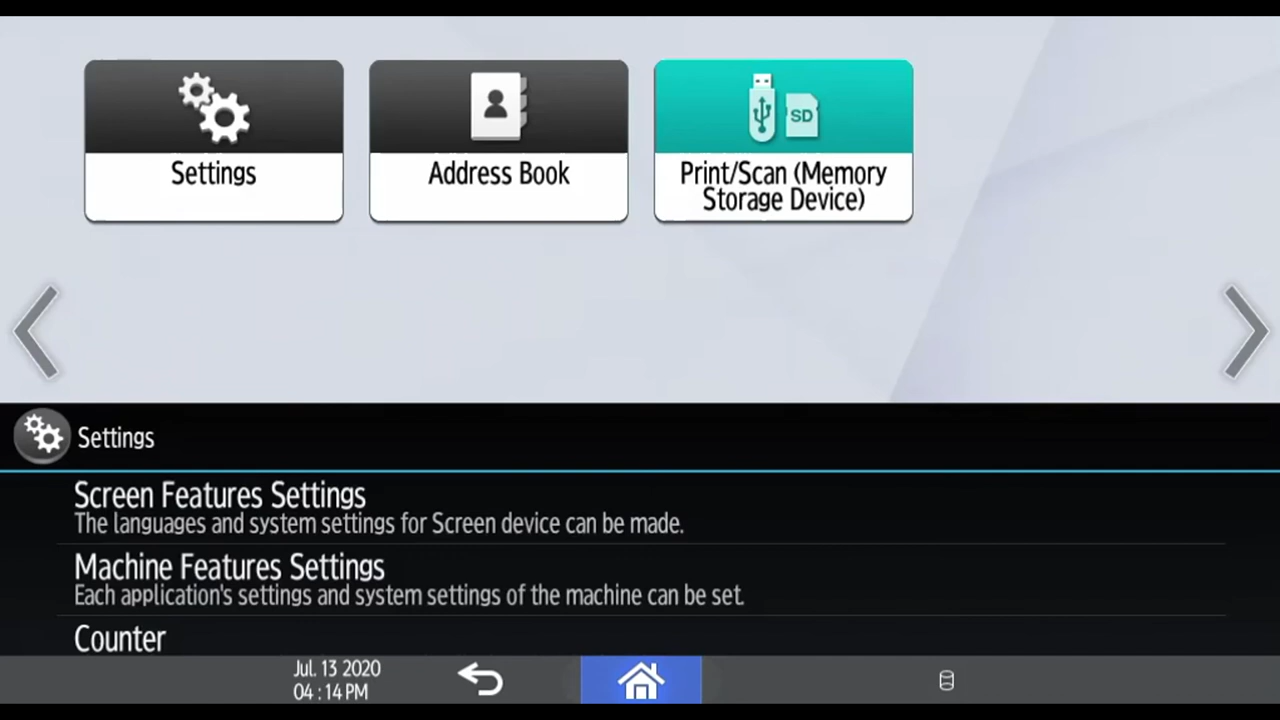 SD
Settings
Address Book
Print/Scan (Memory
Storage Device)
Settings
Screen Features Settings
The languages and system settings for Screen device can be made.
Machine Features Settings
Each application's settings and system settings of the machine can be set.
Counter
Jul. 13 2020
04 : 14 PM